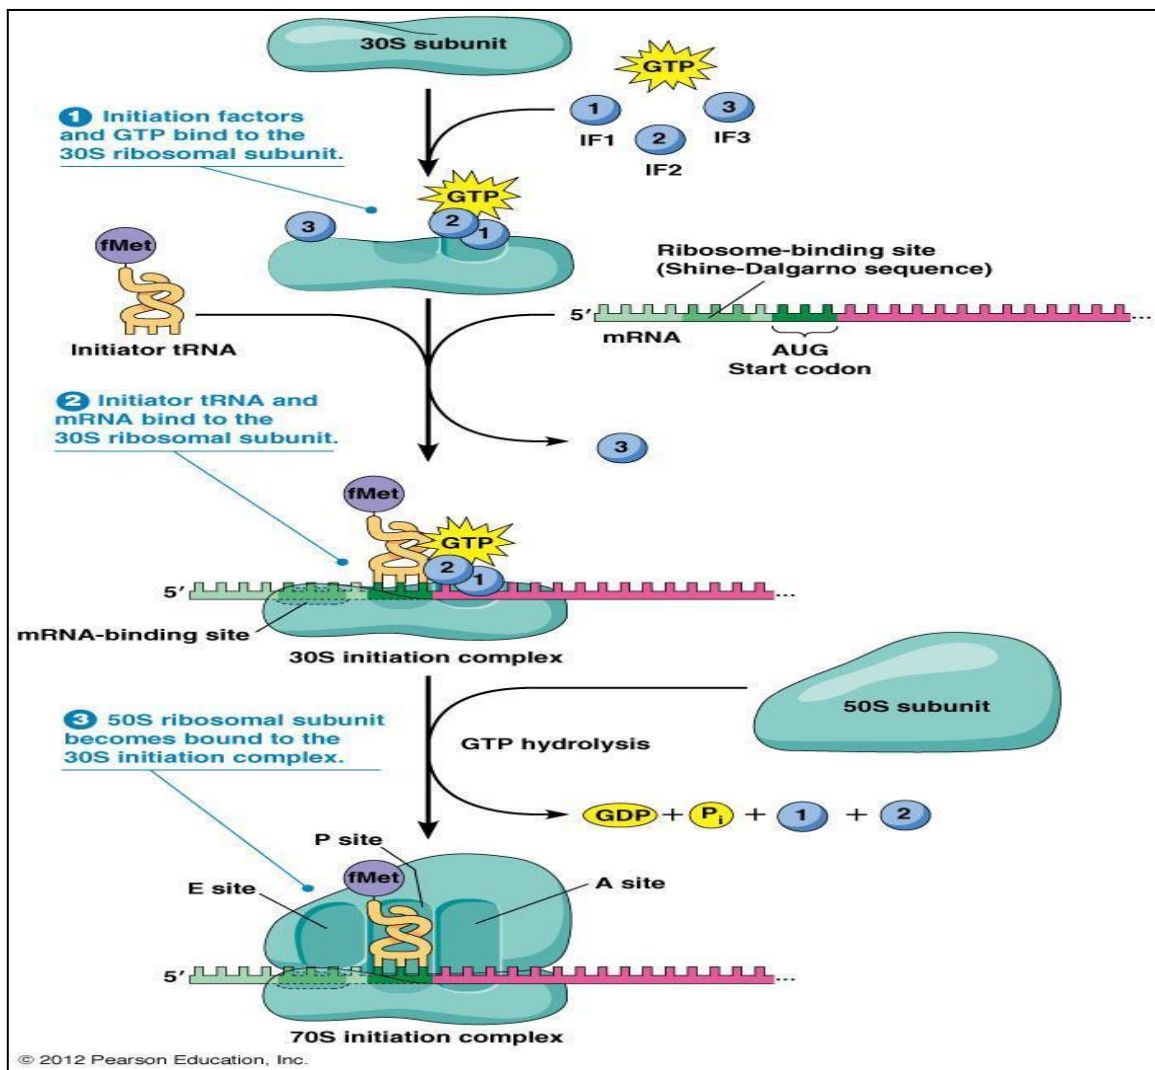 30S subunit
GTP
1
3
IF1
2
IF3
IF2
1 Initiation factors
and GTP bind to the
30S ribosomal subunit.
GTP
3
2
1
fMet
Initiator tRNA
Ribosome-binding site
(Shine-Dalgarno sequence)
5′
...
mRNA
AUG
Start codon
2 Initiator tRNA and
mRNA bind to the
30S ribosomal subunit.
3
fMet
GTP
2
1
5′
...
mRNA-binding site
30S initiation complex
50S subunit
3 50S ribosomal subunit
becomes bound to the
30S initiation complex.
GTP hydrolysis
GDP + Pi + 1 + 2
P site
fMet
E site
A site
5′
...
70S initiation complex
© 2012 Pearson Education, Inc.